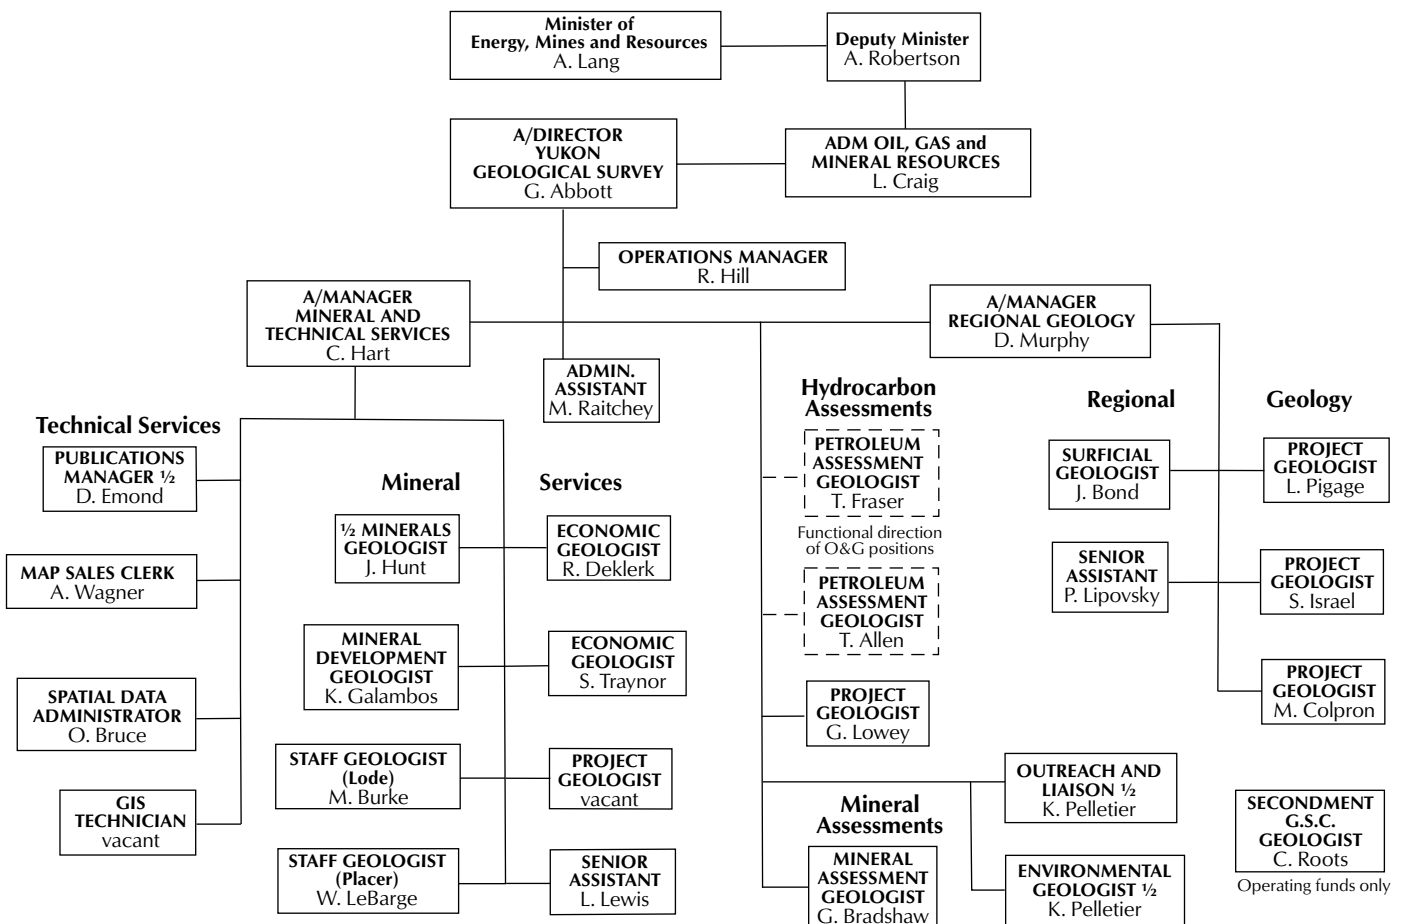 Minister of
Energy, Mines and Resources
A. Lang
Deputy Minister
A. Robertson
A/DIRECTOR
YUKON
GEOLOGICAL SURVEY
G. Abbott
ADM OIL, GAS and
MINERAL RESOURCES
L. Craig
OPERATIONS MANAGER
R. Hill
A/MANAGER
MINERAL AND
TECHNICAL SERVICES
C. Hart
A/MANAGER
REGIONAL GEOLOGY
D. Murphy
ADMIN.
ASSISTANT
M. Raitchey
Technical Services
PUBLICATIONS
MANAGER ½
D. Emond
MAP SALES CLERK
A. Wagner
SPATIAL DATA
ADMINISTRATOR
O. Bruce
GIS
TECHNICIAN
vacant
Mineral Services
½ MINERALS
GEOLOGIST
J. Hunt
ECONOMIC
GEOLOGIST
R. Deklerk
MINERAL
DEVELOPMENT
GEOLOGIST
K. Galambos
ECONOMIC
GEOLOGIST
S. Traynor
STAFF GEOLOGIST
(Lode)
M. Burke
PROJECT
GEOLOGIST
vacant
STAFF GEOLOGIST
(Placer)
W. LeBarge
SENIOR
ASSISTANT
L. Lewis
Hydrocarbon
Assessments
PETROLEUM
ASSESSMENT
GEOLOGIST
T. Fraser
Functional direction
of O&G positions
PETROLEUM
ASSESSMENT
GEOLOGIST
T. Allen
PROJECT
GEOLOGIST
G. Lowey
Mineral
Assessments
MINERAL
ASSESSMENT
GEOLOGIST
G. Bradshaw
OUTREACH AND
LIAISON ½
K. Pelletier
ENVIRONMENTAL
GEOLOGIST ½
K. Pelletier
Regional Geology
SURFICIAL
GEOLOGIST
J. Bond
PROJECT
GEOLOGIST
L. Pigage
SENIOR
ASSISTANT
P. Lipovsky
PROJECT
GEOLOGIST
S. Israel
PROJECT
GEOLOGIST
M. Colpron
SECONDMENT
G.S.C.
GEOLOGIST
C. Roots
Operating funds only